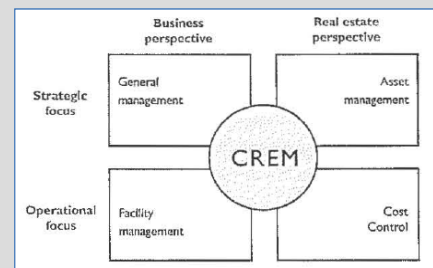 Business
perspective
Real estate
perspective
Strategic
focus
General
management
Asset
management
CREM
Operational
focus
Facility
management
Cost
Control